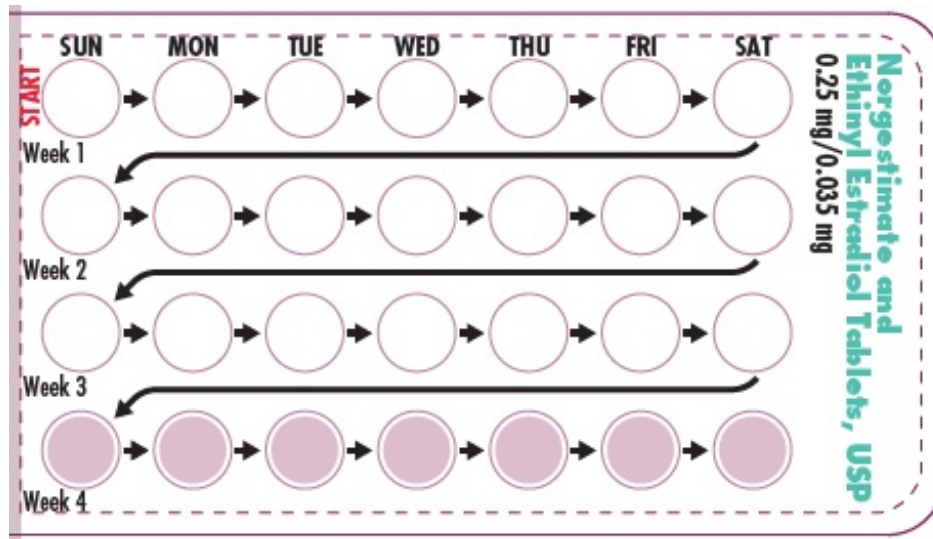 SUN MON TUE WED THU FRI SAT
START
Week 1
Week 2
Week 3
Week 4
Norgestimate and
Ethinyl Estradiol Tablets, USP
0.25 mg/0.035 mg